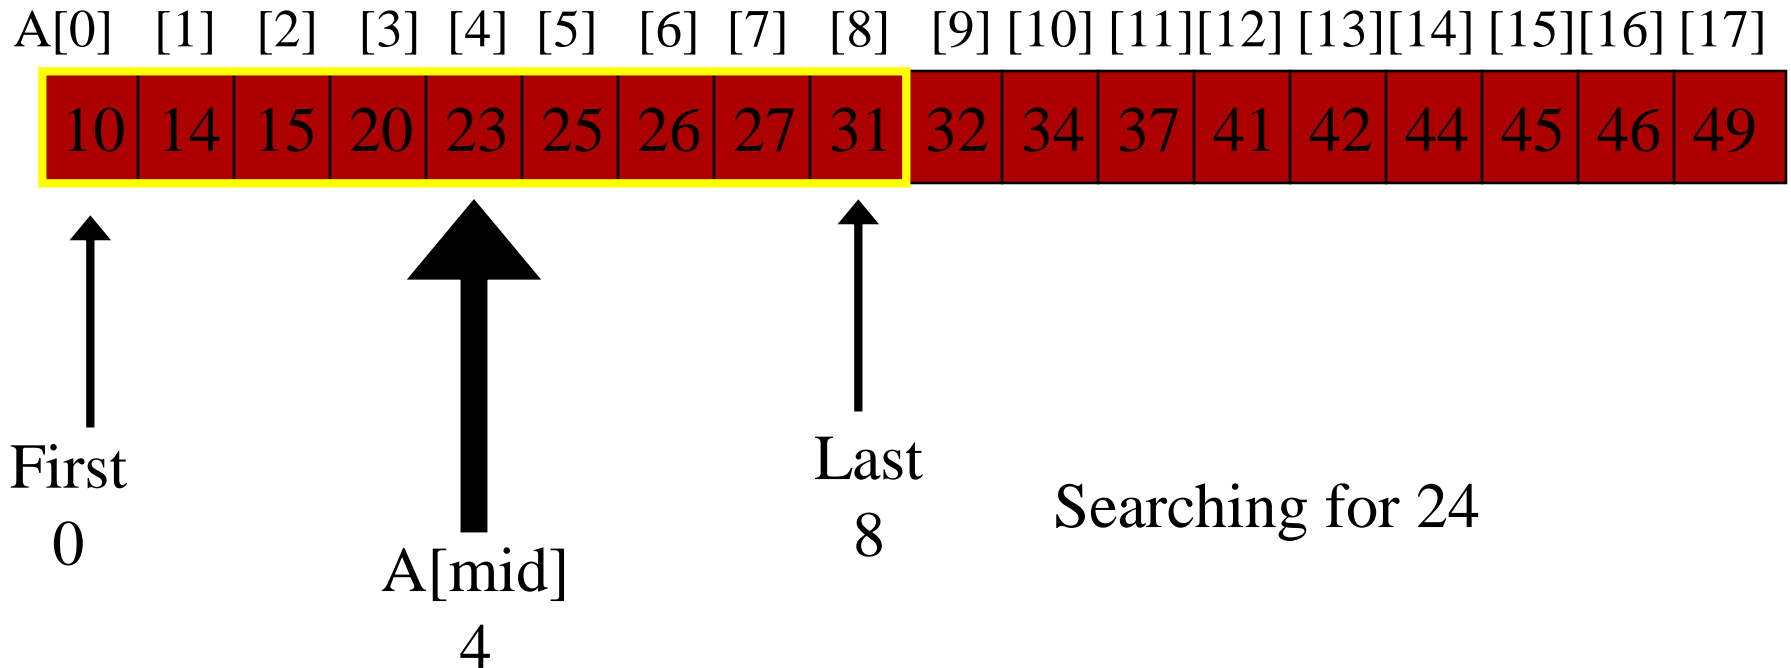 A[0] [1] [2] [3] [4] [5] [6] [7] [8] [9] [10] [11][12] [13][14] [15][16] [17]
10 14 15 20 23 25 26 27 31 32 34 37 41 42 44 45 46 49
First
0
A[mid]
4
Last
8
Searching for 24